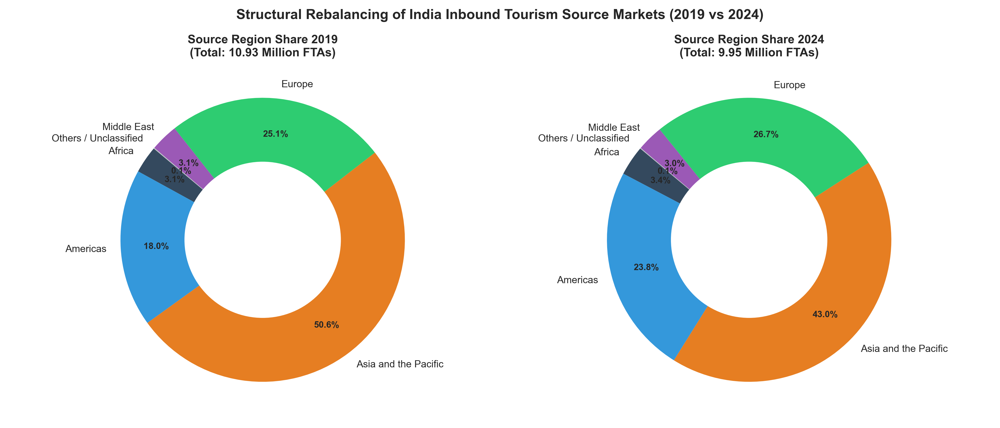 Structural Rebalancing of India Inbound Tourism Source Markets (2019 vs 2024)
Source Region Share 2019
(Total: 10.93 Million FTAs)
Europe
25.1%
Middle East
3.1%
Others / Unclassified
0.1%
Africa
3.1%
Americas
18.0%
50.6%
Asia and the Pacific
Source Region Share 2024
(Total: 9.95 Million FTAs)
Europe
26.7%
Middle East
3.0%
Others / Unclassified
0.1%
Africa
3.4%
Americas
23.8%
43.0%
Asia and the Pacific